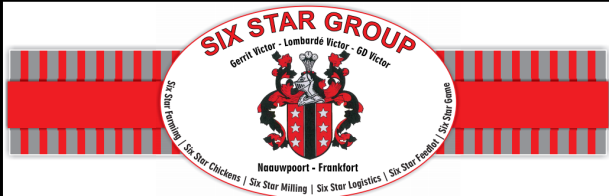 SIX STAR GROUP
Gerrit Victor - Lombardé Victor - GD Victor
Naauwpoort - Frankfort
Six Star Farming | Six Star Chickens | Six Star Milling | Six Star Logistics | Six Star Feedlot | Six Star Game